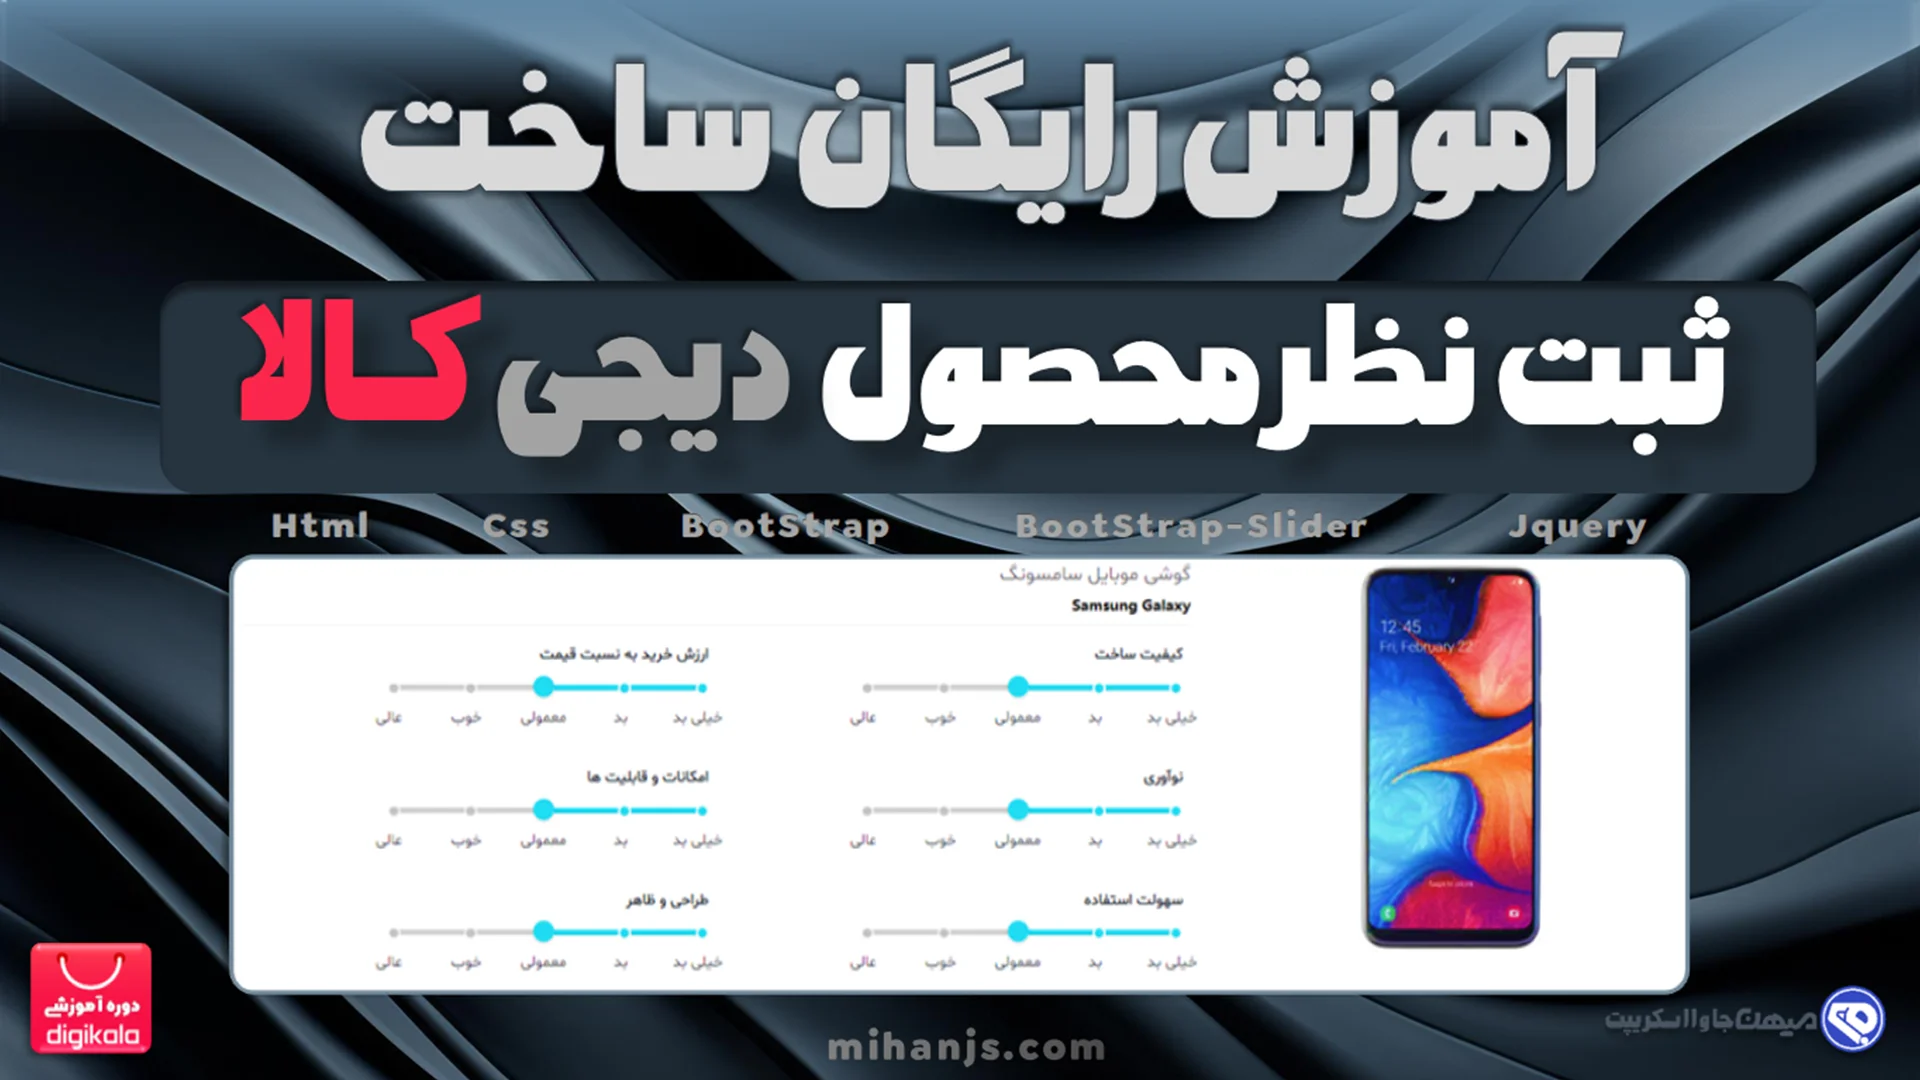 آموزش رایگان ساخت
ثبت نظر محصول دیجی کالا
Html Css BootStrap BootStrap-Slider Jquery
گوشی موبایل سامسونگ
Samsung Galaxy
12:45
Fri, February 22
کیفیت ساخت
خیلی بد بد معمولی خوب عالی
ارزش خرید به نسبت قیمت
خیلی بد بد معمولی خوب عالی
نوآوری
خیلی بد بد معمولی خوب عالی
امکانات و قابلیت ها
خیلی بد بد معمولی خوب عالی
سهولت استفاده
خیلی بد بد معمولی خوب عالی
طراحی و ظاهر
خیلی بد بد معمولی خوب عالی
دوره آموزشی
digikala
mihanjs.com
میهن جاوا اسکریپت